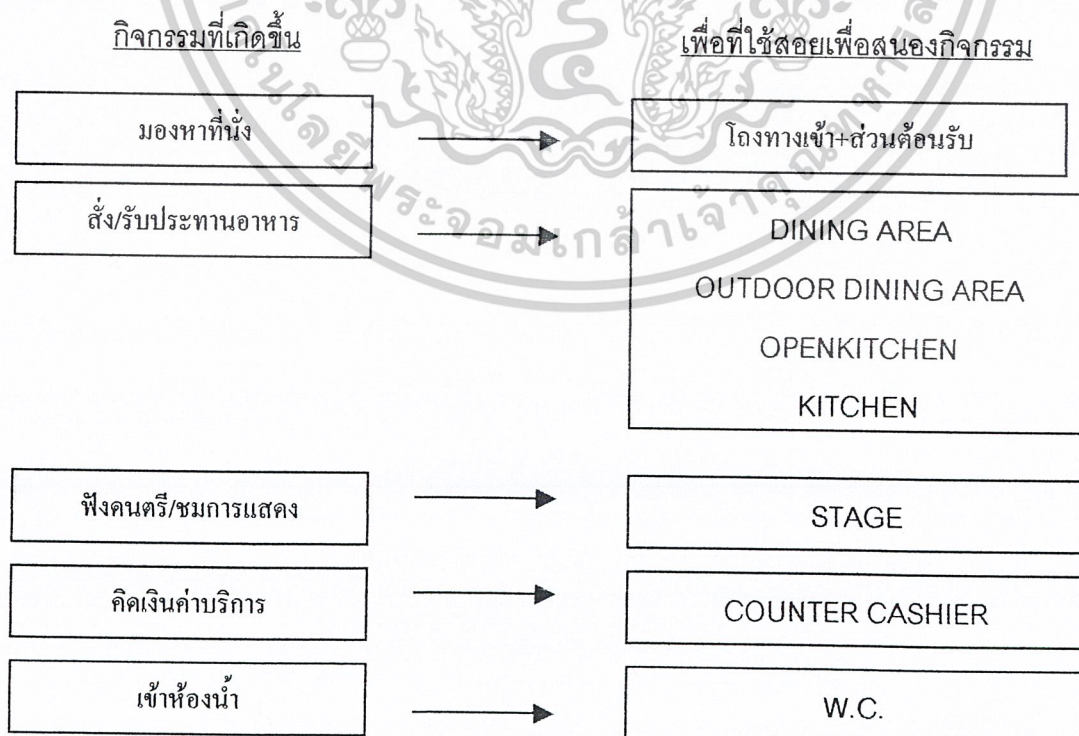 กิจกรรมที่เกิดขึ้น
เพื่อที่ใช้สอยเพื่อสนองกิจกรรม
มองหาที่นั่ง
โถงทางเข้า+ส่วนต้อนรับ
สั่ง/รับประทานอาหาร
DINING AREA
OUTDOOR DINING AREA
OPENKITCHEN
KITCHEN
ฟังดนตรี/ชมการแสดง
STAGE
คิดเงินค่าบริการ
COUNTER CASHIER
เข้าห้องน้ำ
W.C.